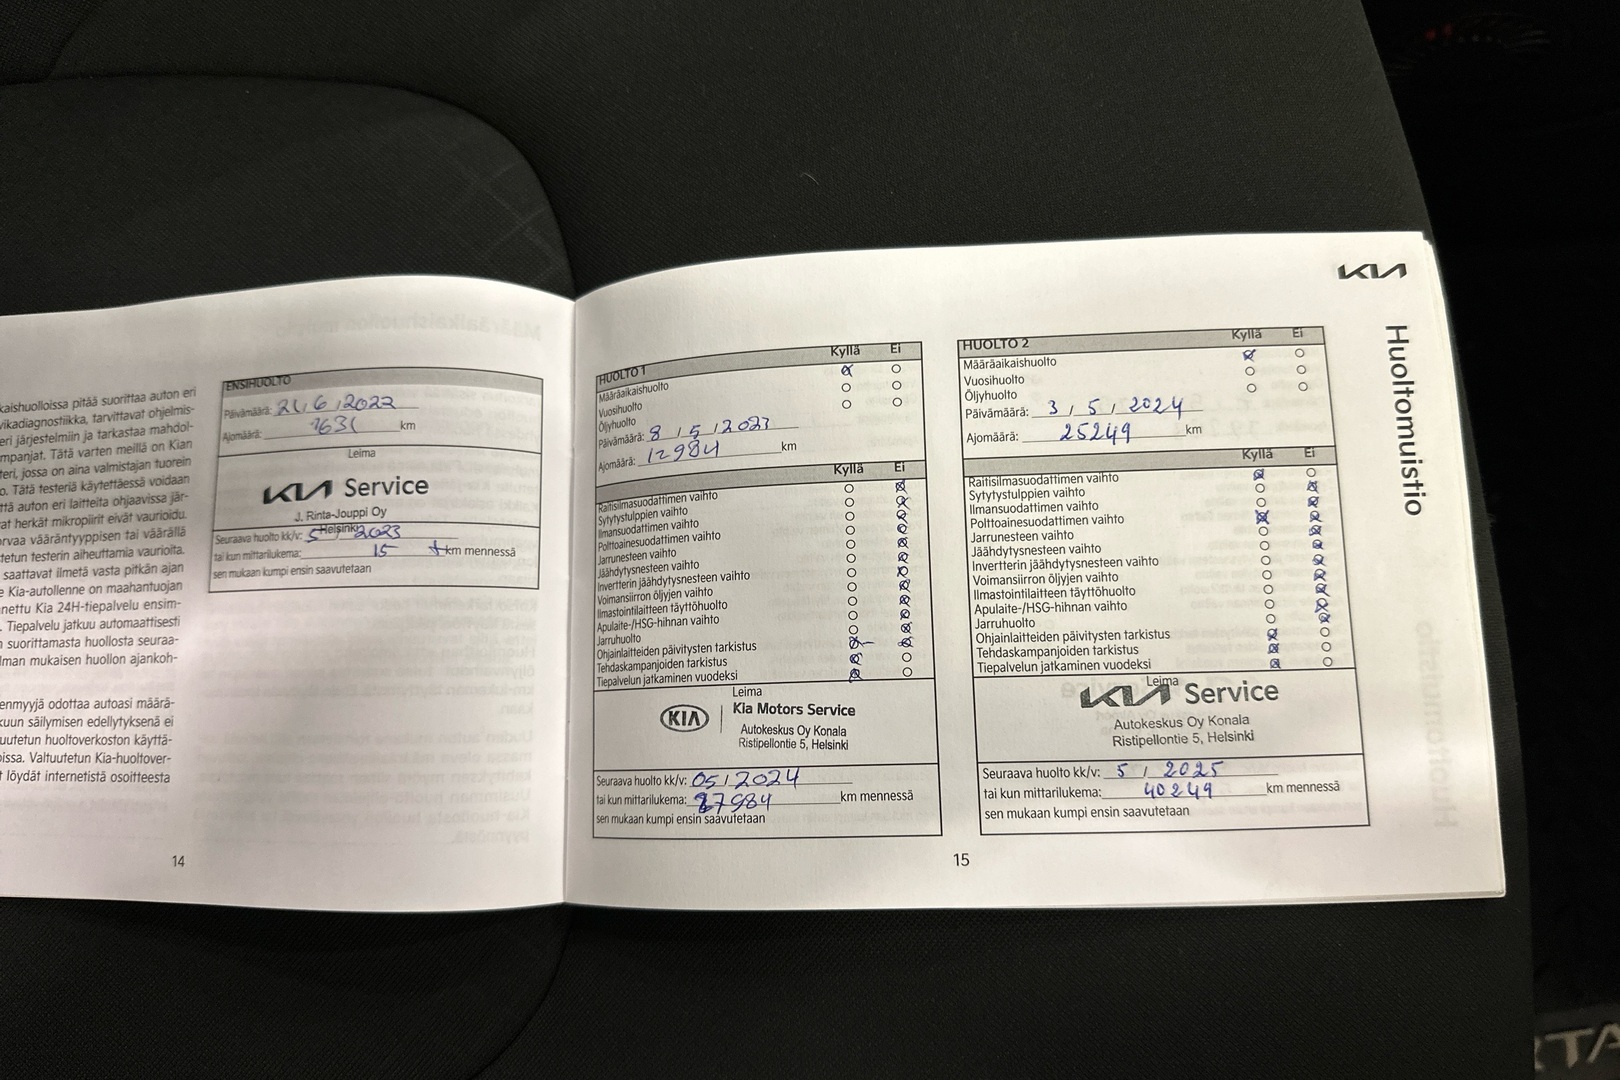 kaishuolloissa pitää suorittaa auton eri
vikadiagnostiikka, tarvittavat ohjelmis-
eri järjestelmiin ja tarkastaa mahdol-
mpanjat. Tätä varten meillä on Kian
teri, jossa on aina valmistajan tuorein
o. Tätä testeriä käytettäessä voidaan
ttä auton eri laitteita ohjaavissa jär-
at herkät mikropiirit eivät vaurioidu.
orvaa vääräntyyppisen tai väärällä
tetun testerin aiheuttamia vaurioita.
saattavat ilmetä vasta pitkän ajan
e Kia-autollenne on maahantuojan
nnettu Kia 24H-tiepalvelu ensim-
. Tiepalvelu jatkuu automaattisesti
n suorittamasta huollosta seuraa-
lman mukaisen huollon ajankoh-
enmyyjä odottaa autoasi määrä-
kuun säilymisen edellytyksenä ei
uutetun huoltoverkoston käyttä-
oissa. Valtuutetun Kia-huoltover-
t löydät internetistä osoitteesta
14
ENSIHUOLTO
Päivämäärä: 21,6,2022
Ajomäärä: 1631 km
Leima
KIA Service
J. Rinta-Jouppi Oy
Helsinki
Seuraava huolto kk/v: 5 2023
tai kun mittarilukema: 15 t km mennessä
sen mukaan kumpi ensin saavutetaan
HUOLTO 1 Kyllä Ei
Määräaikaishuolto
Vuosihuolto
Öljyhuolto
Päivämäärä: 8,5,2023
Ajomäärä: 12984 km
Kyllä Ei
Raitisilmasuodattimen vaihto
Sytytystulppien vaihto
Ilmansuodattimen vaihto
Polttoainesuodattimen vaihto
Jarrunesteen vaihto
Jäähdytysnesteen vaihto
Invertterin jäähdytysnesteen vaihto
Voimansiirron öljyjen vaihto
Ilmastointilaitteen täyttöhuolto
Apulaite-/HSG-hihnan vaihto
Jarruhuolto
Ohjainlaitteiden päivitysten tarkistus
Tehdaskampanjoiden tarkistus
Tiepalvelun jatkaminen vuodeksi
Leima
KIA Kia Motors Service
Autokeskus Oy Konala
Ristipellontie 5, Helsinki
Seuraava huolto kk/v: 05/2024
tai kun mittarilukema: 27984 km mennessä
sen mukaan kumpi ensin saavutetaan
HUOLTO 2 Kyllä Ei
Määräaikaishuolto
Vuosihuolto
Öljyhuolto
Päivämäärä: 3,5,2024
Ajomäärä: 25249 km
Kyllä Ei
Raitisilmasuodattimen vaihto
Sytytystulppien vaihto
Ilmansuodattimen vaihto
Polttoainesuodattimen vaihto
Jarrunesteen vaihto
Jäähdytysnesteen vaihto
Invertterin jäähdytysnesteen vaihto
Voimansiirron öljyjen vaihto
Ilmastointilaitteen täyttöhuolto
Apulaite-/HSG-hihnan vaihto
Jarruhuolto
Ohjainlaitteiden päivitysten tarkistus
Tehdaskampanjoiden tarkistus
Tiepalvelun jatkaminen vuodeksi
Leima
KIA Service
Autokeskus Oy Konala
Ristipellontie 5, Helsinki
Seuraava huolto kk/v: 5 / 2025
tai kun mittarilukema: 40249 km mennessä
sen mukaan kumpi ensin saavutetaan
15
KIA
Huoltomuistio